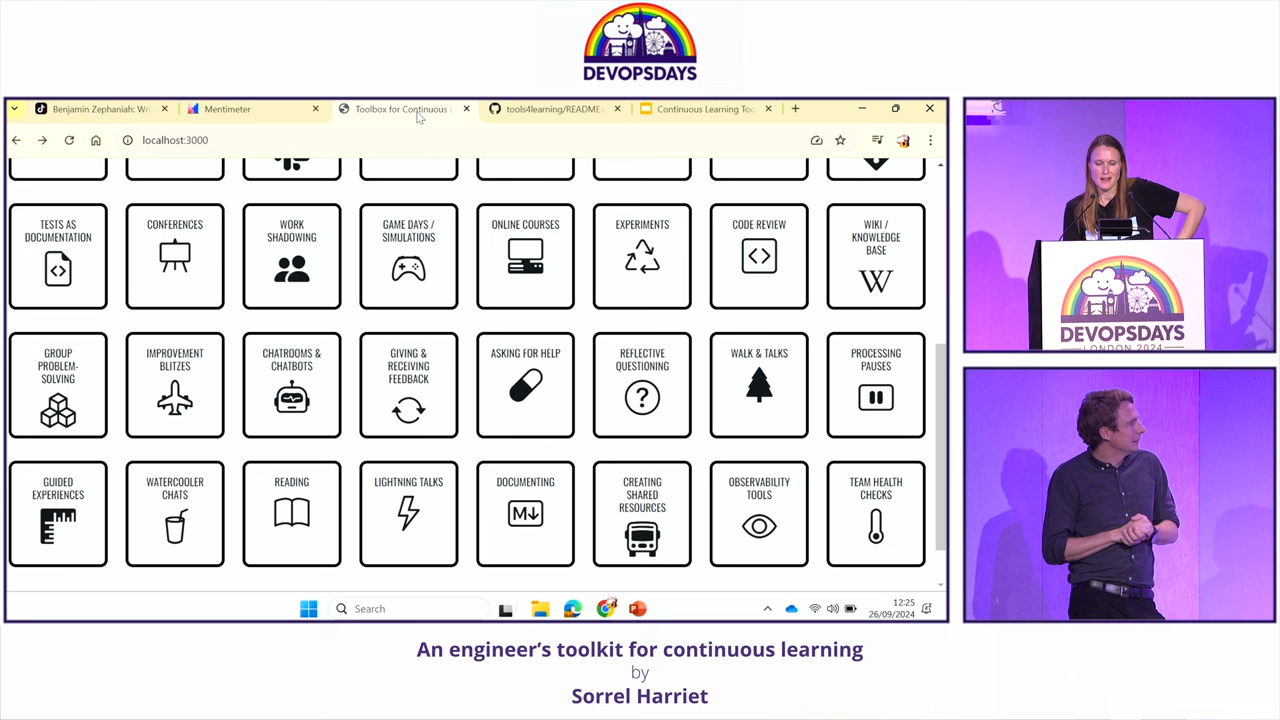 DEVOPSDAYS
Benjamin Zephaniah: Wri
Mentimeter
Toolbox for Continuous L
tools4learning/README.
Continuous Learning Too
localhost:3000
TESTS AS
DOCUMENTATION
CONFERENCES
WORK
SHADOWING
GAME DAYS /
SIMULATIONS
ONLINE COURSES
EXPERIMENTS
CODE REVIEW
WIKI /
KNOWLEDGE
BASE
W
GROUP
PROBLEM-
SOLVING
IMPROVEMENT
BLITZES
CHATROOMS &
CHATBOTS
GIVING &
RECEIVING
FEEDBACK
ASKING FOR HELP
REFLECTIVE
QUESTIONING
?
WALK & TALKS
PROCESSING
PAUSES
GUIDED
EXPERIENCES
WATERCOOLER
CHATS
READING
LIGHTNING TALKS
DOCUMENTING
M
CREATING
SHARED
RESOURCES
OBSERVABILITY
TOOLS
TEAM HEALTH
CHECKS
Search
12:25
26/09/2024
DEVOPSDAYS
LONDON 2024
An engineer's toolkit for continuous learning
by
Sorrel Harriet